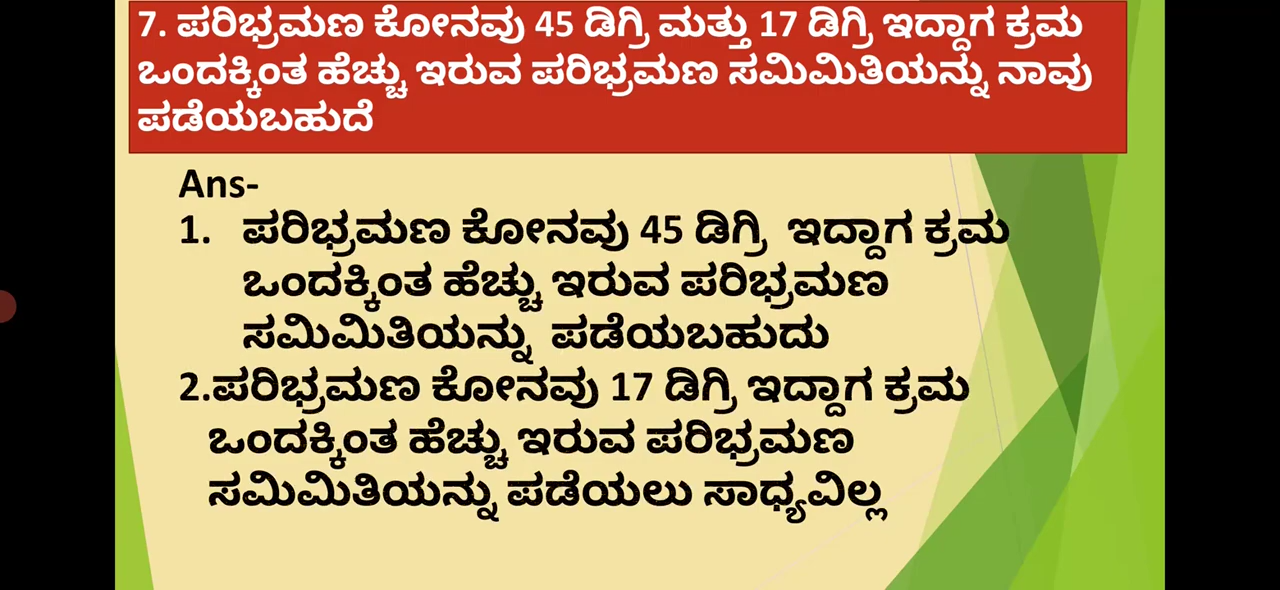 7. ಪರಿಭ್ರಮಣ ಕೋನವು 45 ಡಿಗ್ರಿ ಮತ್ತು 17 ಡಿಗ್ರಿ ಇದ್ದಾಗ ಕ್ರಮ
ಒಂದಕ್ಕಿಂತ ಹೆಚ್ಚು ಇರುವ ಪರಿಭ್ರಮಣ ಸಮಿಮಿತಿಯನ್ನು ನಾವು
ಪಡೆಯಬಹುದೆ
Ans-
1. ಪರಿಭ್ರಮಣ ಕೋನವು 45 ಡಿಗ್ರಿ ಇದ್ದಾಗ ಕ್ರಮ
ಒಂದಕ್ಕಿಂತ ಹೆಚ್ಚು ಇರುವ ಪರಿಭ್ರಮಣ
ಸಮಿಮಿತಿಯನ್ನು ಪಡೆಯಬಹುದು
2.ಪರಿಭ್ರಮಣ ಕೋನವು 17 ಡಿಗ್ರಿ ಇದ್ದಾಗ ಕ್ರಮ
ಒಂದಕ್ಕಿಂತ ಹೆಚ್ಚು ಇರುವ ಪರಿಭ್ರಮಣ
ಸಮಿಮಿತಿಯನ್ನು ಪಡೆಯಲು ಸಾಧ್ಯವಿಲ್ಲ